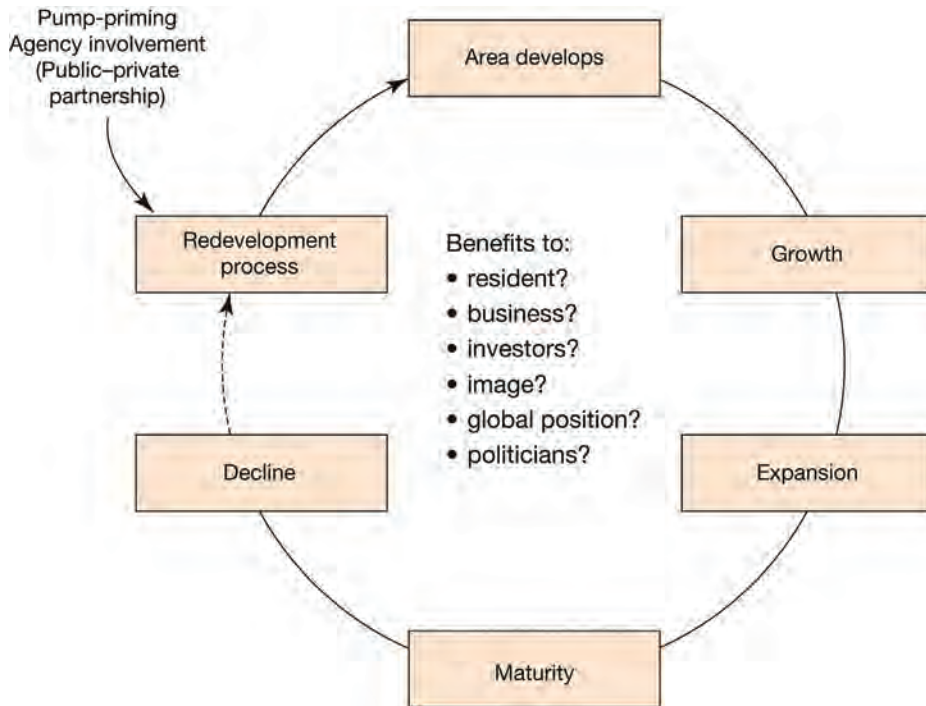 Pump-priming
Agency involvement
(Public–private
partnership)
Area develops
Redevelopment
process
Growth
Benefits to:
• resident?
• business?
• investors?
• image?
• global position?
• politicians?
Decline
Expansion
Maturity